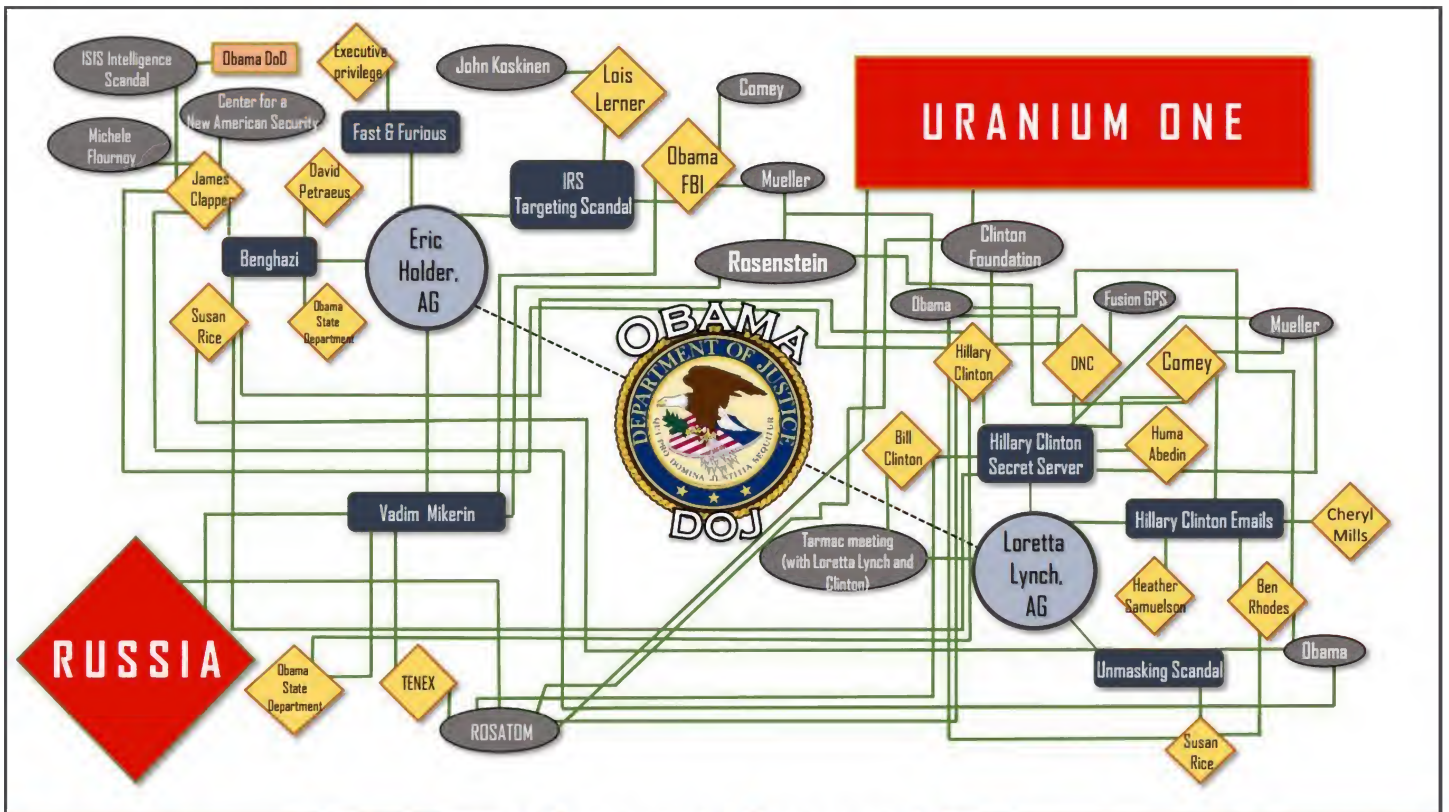 ISIS Intelligence
Scandal
Obama DoD
Executive
privilege
John Koskinen
Lois
Lerner
Comey
Center for a
New American Security
Michele
Flournoy
Fast & Furious
James
Clapper
David
Petraeus
IRS
Targeting Scandal
Obama
FBI
Mueller
URANIUM ONE
Benghazi
Eric
Holder,
AG
Rosenstein
Clinton
Foundation
Susan
Rice
Obama
State
Department
Obama
Fusion GPS
Mueller
Hillary
Clinton
DNC
Comey
OBAMA
DEPARTMENT OF JUSTICE
QUI PRO DOMINA JUSTITIA SEQUITUR
DOJ
Bill
Clinton
Hillary Clinton
Secret Server
Huma
Abedin
Vadim Mikerin
Tarmac meeting
(with Loretta Lynch and
Clinton)
Loretta
Lynch,
AG
Hillary Clinton Emails
Cheryl
Mills
Heather
Samuelson
Ben
Rhodes
RUSSIA
Obama
State
Department
TENEX
ROSATOM
Unmasking Scandal
Obama
Susan
Rice